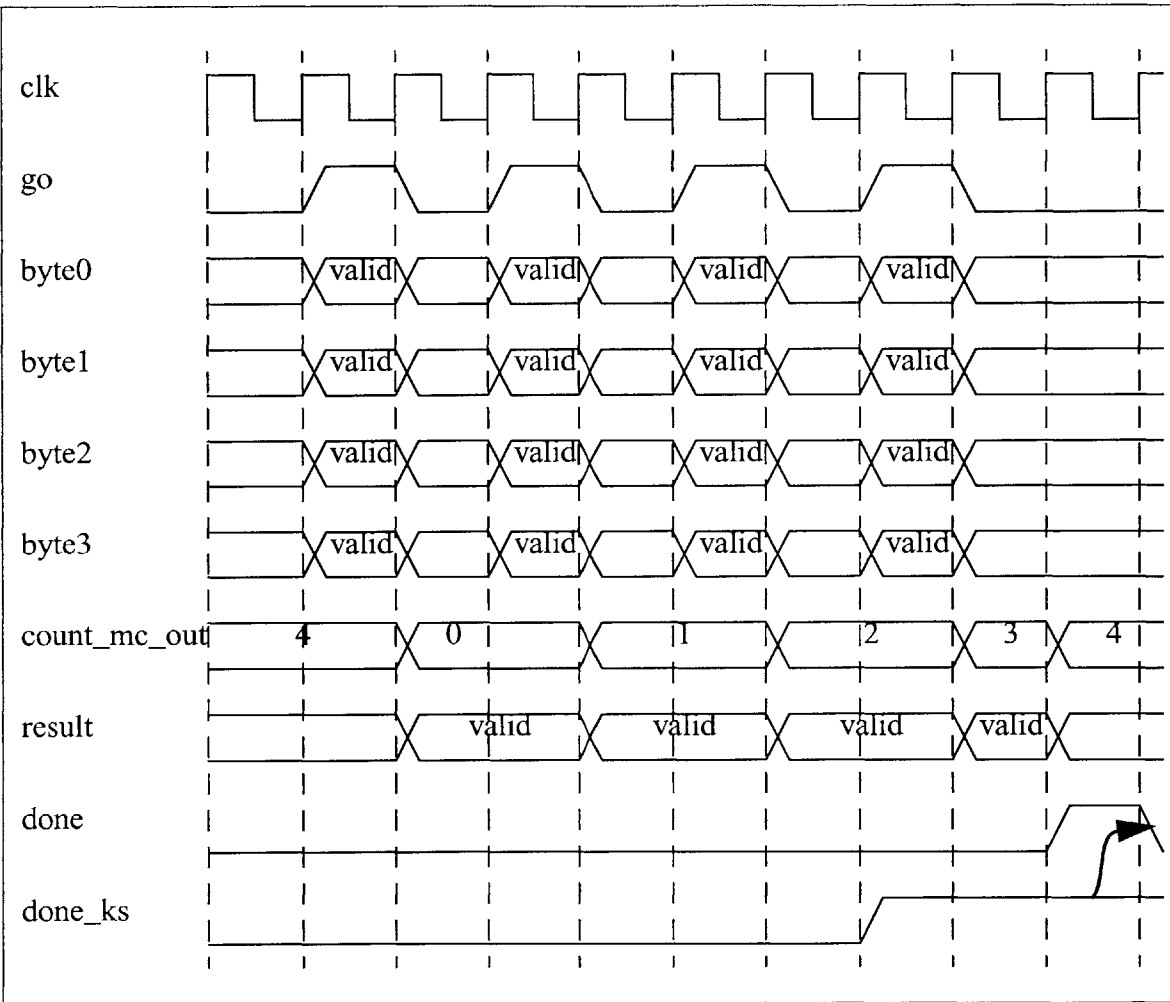 clk
go
byte0 valid valid valid valid
byte1 valid valid valid valid
byte2 valid valid valid valid
byte3 valid valid valid valid
count_mc_out 4 0 1 2 3 4
result valid valid valid valid
done
done_ks